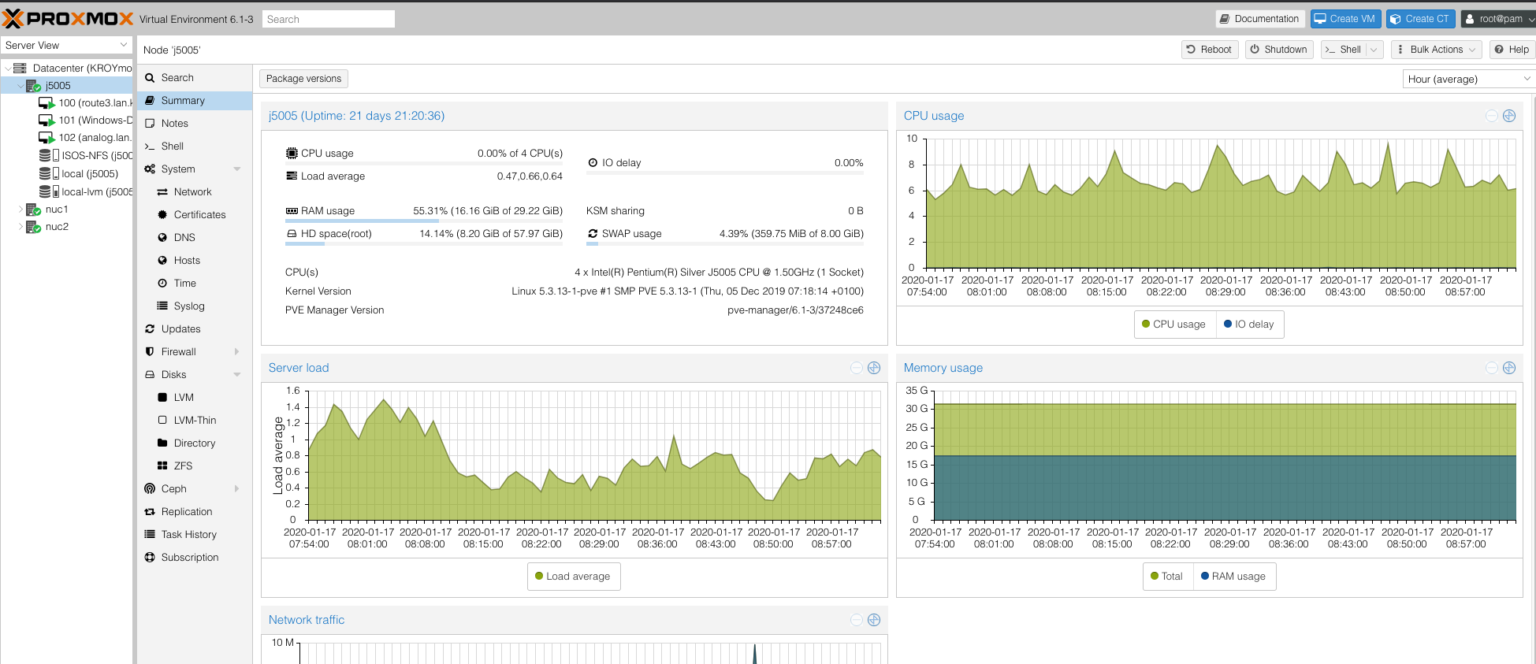 PROXMOX Virtual Environment 6.1-3 Search Documentation Create VM Create CT root@pam
Server View
Datacenter (KROYmo
j5005
100 (route3.lan.k
101 (Windows-D
102 (analog.lan.
ISOS-NFS (j500
local (j5005)
local-lvm (j5005
nuc1
nuc2
Node 'j5005' Reboot Shutdown >_ Shell Bulk Actions Help
Search
Summary
Notes
>_ Shell
System
Network
Certificates
DNS
Hosts
Time
Syslog
Updates
Firewall
Disks
LVM
LVM-Thin
Directory
ZFS
Ceph
Replication
Task History
Subscription
Package versions Hour (average)
j5005 (Uptime: 21 days 21:20:36)
CPU usage 0.00% of 4 CPU(s)
Load average 0.47,0.66,0.64
IO delay 0.00%
RAM usage 55.31% (16.16 GiB of 29.22 GiB)
KSM sharing 0 B
HD space(root) 14.14% (8.20 GiB of 57.97 GiB)
SWAP usage 4.39% (359.75 MiB of 8.00 GiB)
CPU(s) 4 x Intel(R) Pentium(R) Silver J5005 CPU @ 1.50GHz (1 Socket)
Kernel Version Linux 5.3.13-1-pve #1 SMP PVE 5.3.13-1 (Thu, 05 Dec 2019 07:18:14 +0100)
PVE Manager Version pve-manager/6.1-3/37248ce6
CPU usage
10
8
6
4
2
0
2020-01-17 2020-01-17 2020-01-17 2020-01-17 2020-01-17 2020-01-17 2020-01-17 2020-01-17 2020-01-17 2020-01-17
07:54:00 08:01:00 08:08:00 08:15:00 08:22:00 08:29:00 08:36:00 08:43:00 08:50:00 08:57:00
CPU usage IO delay
Server load
Load average
1.6
1.4
1.2
1
0.8
0.6
0.4
0.2
0
2020-01-17 2020-01-17 2020-01-17 2020-01-17 2020-01-17 2020-01-17 2020-01-17 2020-01-17 2020-01-17 2020-01-17
07:54:00 08:01:00 08:08:00 08:15:00 08:22:00 08:29:00 08:36:00 08:43:00 08:50:00 08:57:00
Load average
Memory usage
35 G
30 G
25 G
20 G
15 G
10 G
5 G
0
2020-01-17 2020-01-17 2020-01-17 2020-01-17 2020-01-17 2020-01-17 2020-01-17 2020-01-17 2020-01-17 2020-01-17
07:54:00 08:01:00 08:08:00 08:15:00 08:22:00 08:29:00 08:36:00 08:43:00 08:50:00 08:57:00
Total RAM usage
Network traffic
10 M